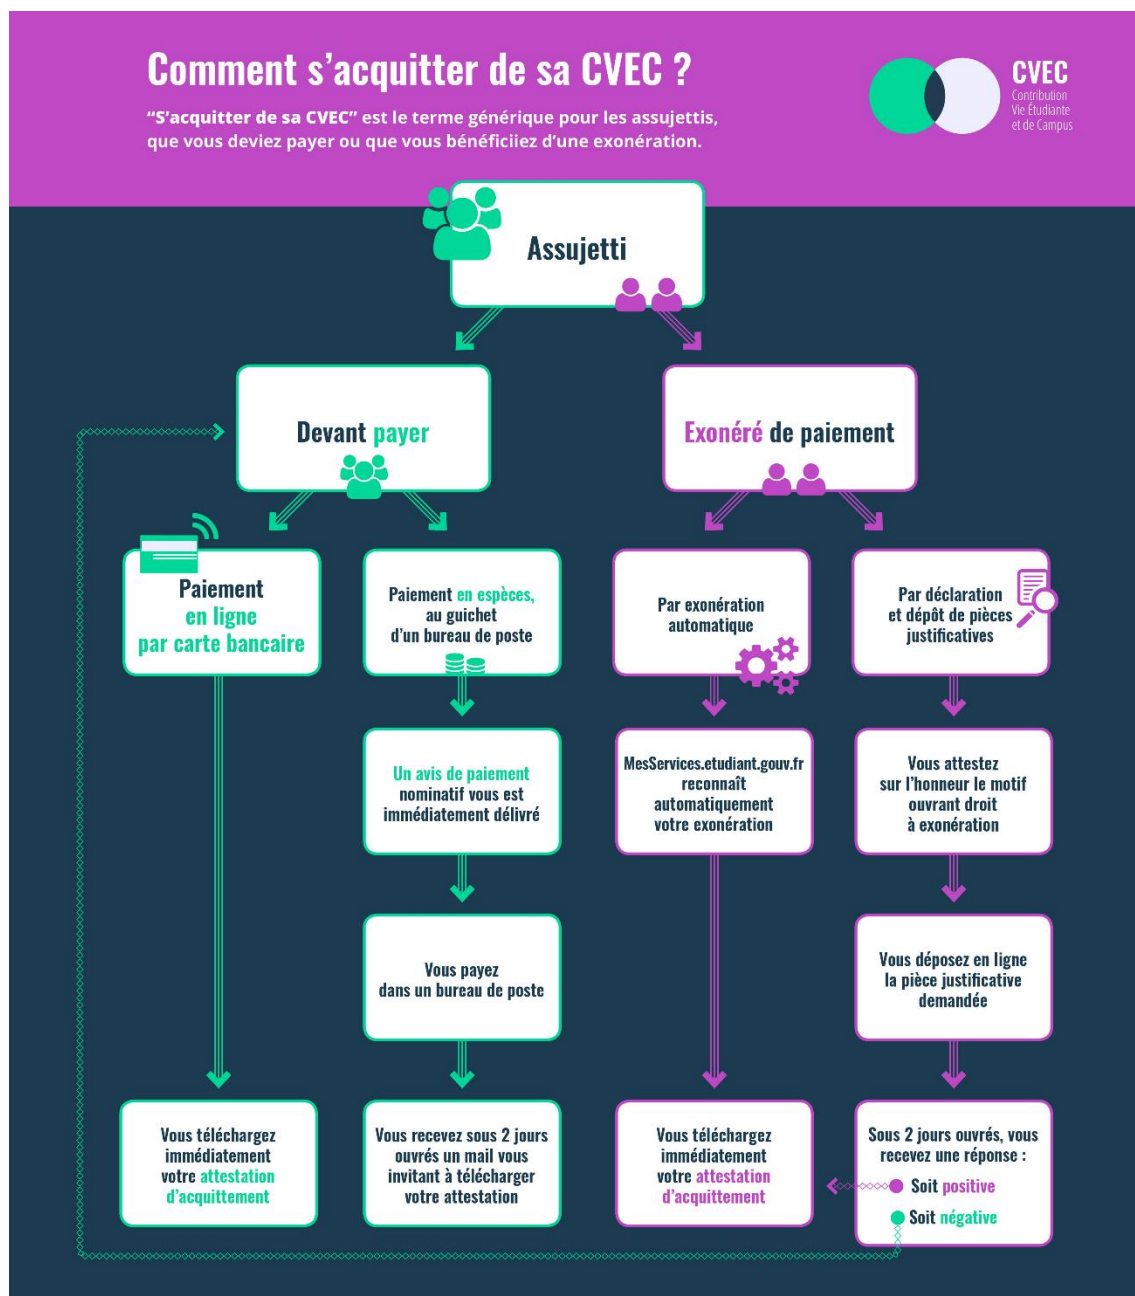 Comment s’acquitter de sa CVEC ?
“S’acquitter de sa CVEC” est le terme générique pour les assujettis,
que vous deviez payer ou que vous bénéficiiez d’une exonération.
CVEC
Contribution
Vie Étudiante
et de Campus
Assujetti
Devant payer
Exonéré de paiement
Paiement
en ligne
par carte bancaire
Paiement en espèces,
au guichet
d’un bureau de poste
Par exonération
automatique
Par déclaration
et dépôt de pièces
justificatives
Un avis de paiement
nominatif vous est
immédiatement délivré
MesServices.etudiant.gouv.fr
reconnaît
automatiquement
votre exonération
Vous attestez
sur l’honneur le motif
ouvrant droit
à exonération
Vous payez
dans un bureau de poste
Vous déposez en ligne
la pièce justificative
demandée
Vous téléchargez
immédiatement
votre attestation
d’acquittement
Vous recevez sous 2 jours
ouvrés un mail vous
invitant à télécharger
votre attestation
Vous téléchargez
immédiatement
votre attestation
d’acquittement
Sous 2 jours ouvrés, vous
recevez une réponse :
Soit positive
Soit négative